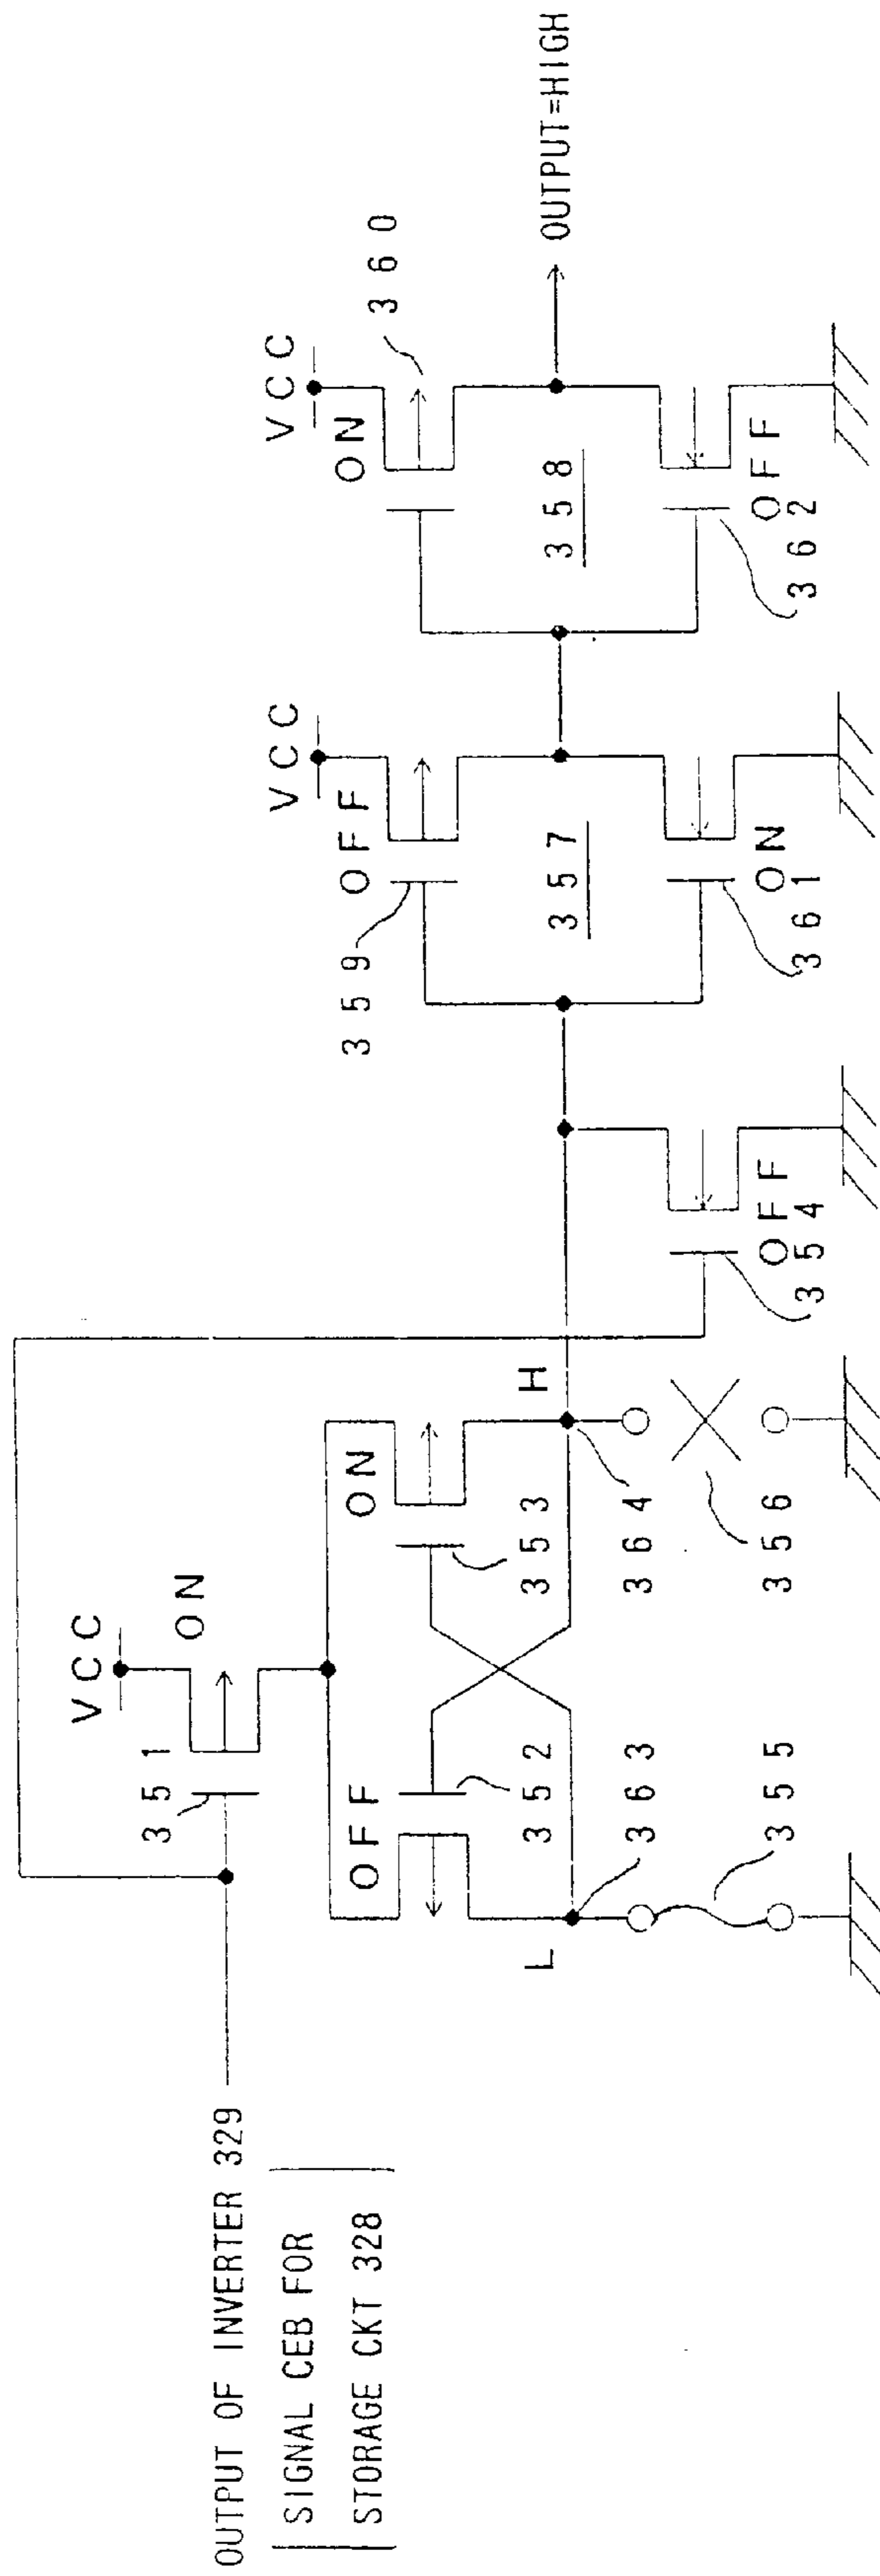 OUTPUT OF INVERTER 329
SIGNAL CEB FOR
STORAGE CKT 328
VCC
351
ON
OFF
352
ON
353
L
363
355
H
364
356
OFF
354
VCC
OFF
359
357
ON
361
VCC
ON
360
358
OFF
362
OUTPUT=HIGH